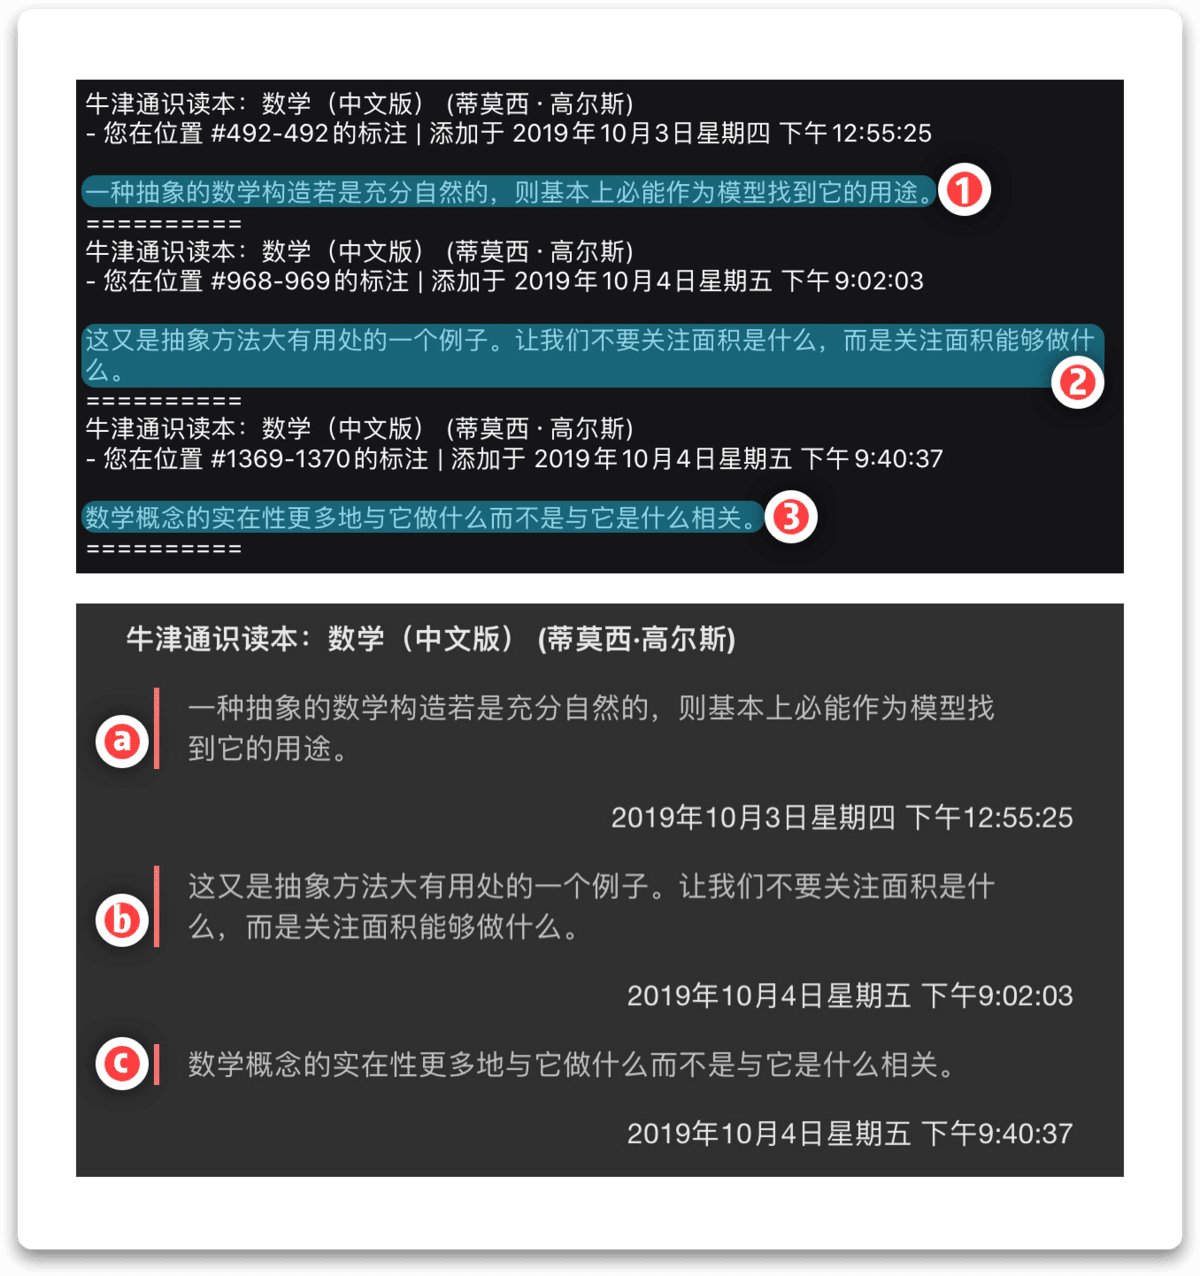 牛津通识读本：数学（中文版） (蒂莫西 · 高尔斯)
- 您在位置 #492-492的标注 | 添加于 2019年10月3日星期四 下午12:55:25
一种抽象的数学构造若是充分自然的，则基本上必能作为模型找到它的用途。 1
==========
牛津通识读本：数学（中文版） (蒂莫西 · 高尔斯)
- 您在位置 #968-969的标注 | 添加于 2019年10月4日星期五 下午9:02:03
这又是抽象方法大有用处的一个例子。让我们不要关注面积是什么，而是关注面积能够做什
么。 2
==========
牛津通识读本：数学（中文版） (蒂莫西 · 高尔斯)
- 您在位置 #1369-1370的标注 | 添加于 2019年10月4日星期五 下午9:40:37
数学概念的实在性更多地与它做什么而不是与它是什么相关。 3
==========
牛津通识读本：数学（中文版） (蒂莫西·高尔斯)
a 一种抽象的数学构造若是充分自然的，则基本上必能作为模型找
到它的用途。
2019年10月3日星期四 下午12:55:25
b 这又是抽象方法大有用处的一个例子。让我们不要关注面积是什
么，而是关注面积能够做什么。
2019年10月4日星期五 下午9:02:03
c 数学概念的实在性更多地与它做什么而不是与它是什么相关。
2019年10月4日星期五 下午9:40:37